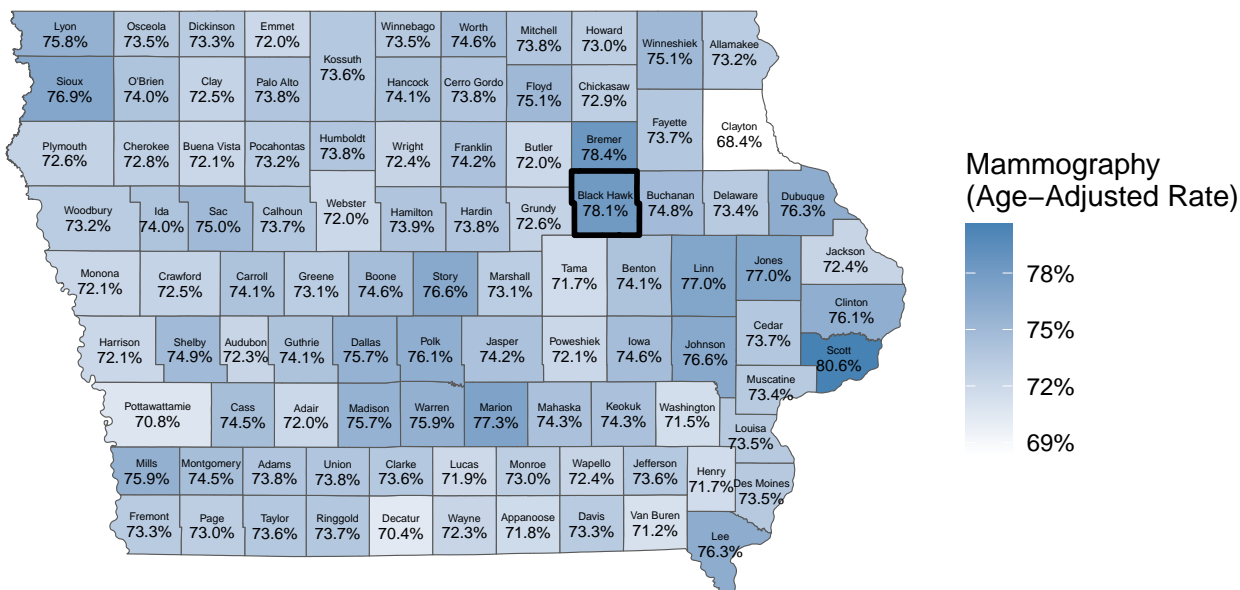 Lyon
75.8%
Osceola
73.5%
Dickinson
73.3%
Emmet
72.0%
Kossuth
73.6%
Winnebago
73.5%
Worth
74.6%
Mitchell
73.8%
Howard
73.0%
Winneshiek
75.1%
Allamakee
73.2%
Sioux
76.9%
O'Brien
74.0%
Clay
72.5%
Palo Alto
73.8%
Hancock
74.1%
Cerro Gordo
73.8%
Floyd
75.1%
Chickasaw
72.9%
Fayette
73.7%
Clayton
68.4%
Plymouth
72.6%
Cherokee
72.8%
Buena Vista
72.1%
Pocahontas
73.2%
Humboldt
73.8%
Wright
72.4%
Franklin
74.2%
Butler
72.0%
Bremer
78.4%
Woodbury
73.2%
Ida
74.0%
Sac
75.0%
Calhoun
73.7%
Webster
72.0%
Hamilton
73.9%
Hardin
73.8%
Grundy
72.6%
Black Hawk
78.1%
Buchanan
74.8%
Delaware
73.4%
Dubuque
76.3%
Monona
72.1%
Crawford
72.5%
Carroll
74.1%
Greene
73.1%
Boone
74.6%
Story
76.6%
Marshall
73.1%
Tama
71.7%
Benton
74.1%
Linn
77.0%
Jones
77.0%
Jackson
72.4%
Clinton
76.1%
Harrison
72.1%
Shelby
74.9%
Audubon
72.3%
Guthrie
74.1%
Dallas
75.7%
Polk
76.1%
Jasper
74.2%
Poweshiek
72.1%
Iowa
74.6%
Johnson
76.6%
Cedar
73.7%
Scott
80.6%
Muscatine
73.4%
Pottawattamie
70.8%
Cass
74.5%
Adair
72.0%
Madison
75.7%
Warren
75.9%
Marion
77.3%
Mahaska
74.3%
Keokuk
74.3%
Washington
71.5%
Louisa
73.5%
Mills
75.9%
Montgomery
74.5%
Adams
73.8%
Union
73.8%
Clarke
73.6%
Lucas
71.9%
Monroe
73.0%
Wapello
72.4%
Jefferson
73.6%
Henry
71.7%
Des Moines
73.5%
Fremont
73.3%
Page
73.0%
Taylor
73.6%
Ringgold
73.7%
Decatur
70.4%
Wayne
72.3%
Appanoose
71.8%
Davis
73.3%
Van Buren
71.2%
Lee
76.3%
Mammography
(Age−Adjusted Rate)
78%
75%
72%
69%